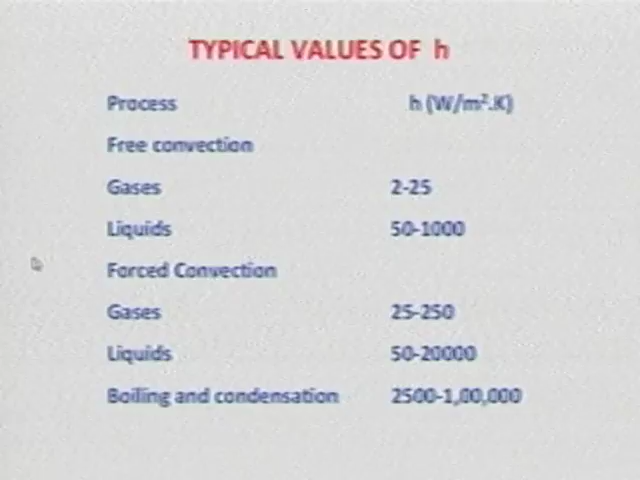 TYPICAL VALUES OF h
Process h (W/m².K)
Free convection
Gases 2-25
Liquids 50-1000
Forced Convection
Gases 25-250
Liquids 50-20000
Boiling and condensation 2500-1,00,000